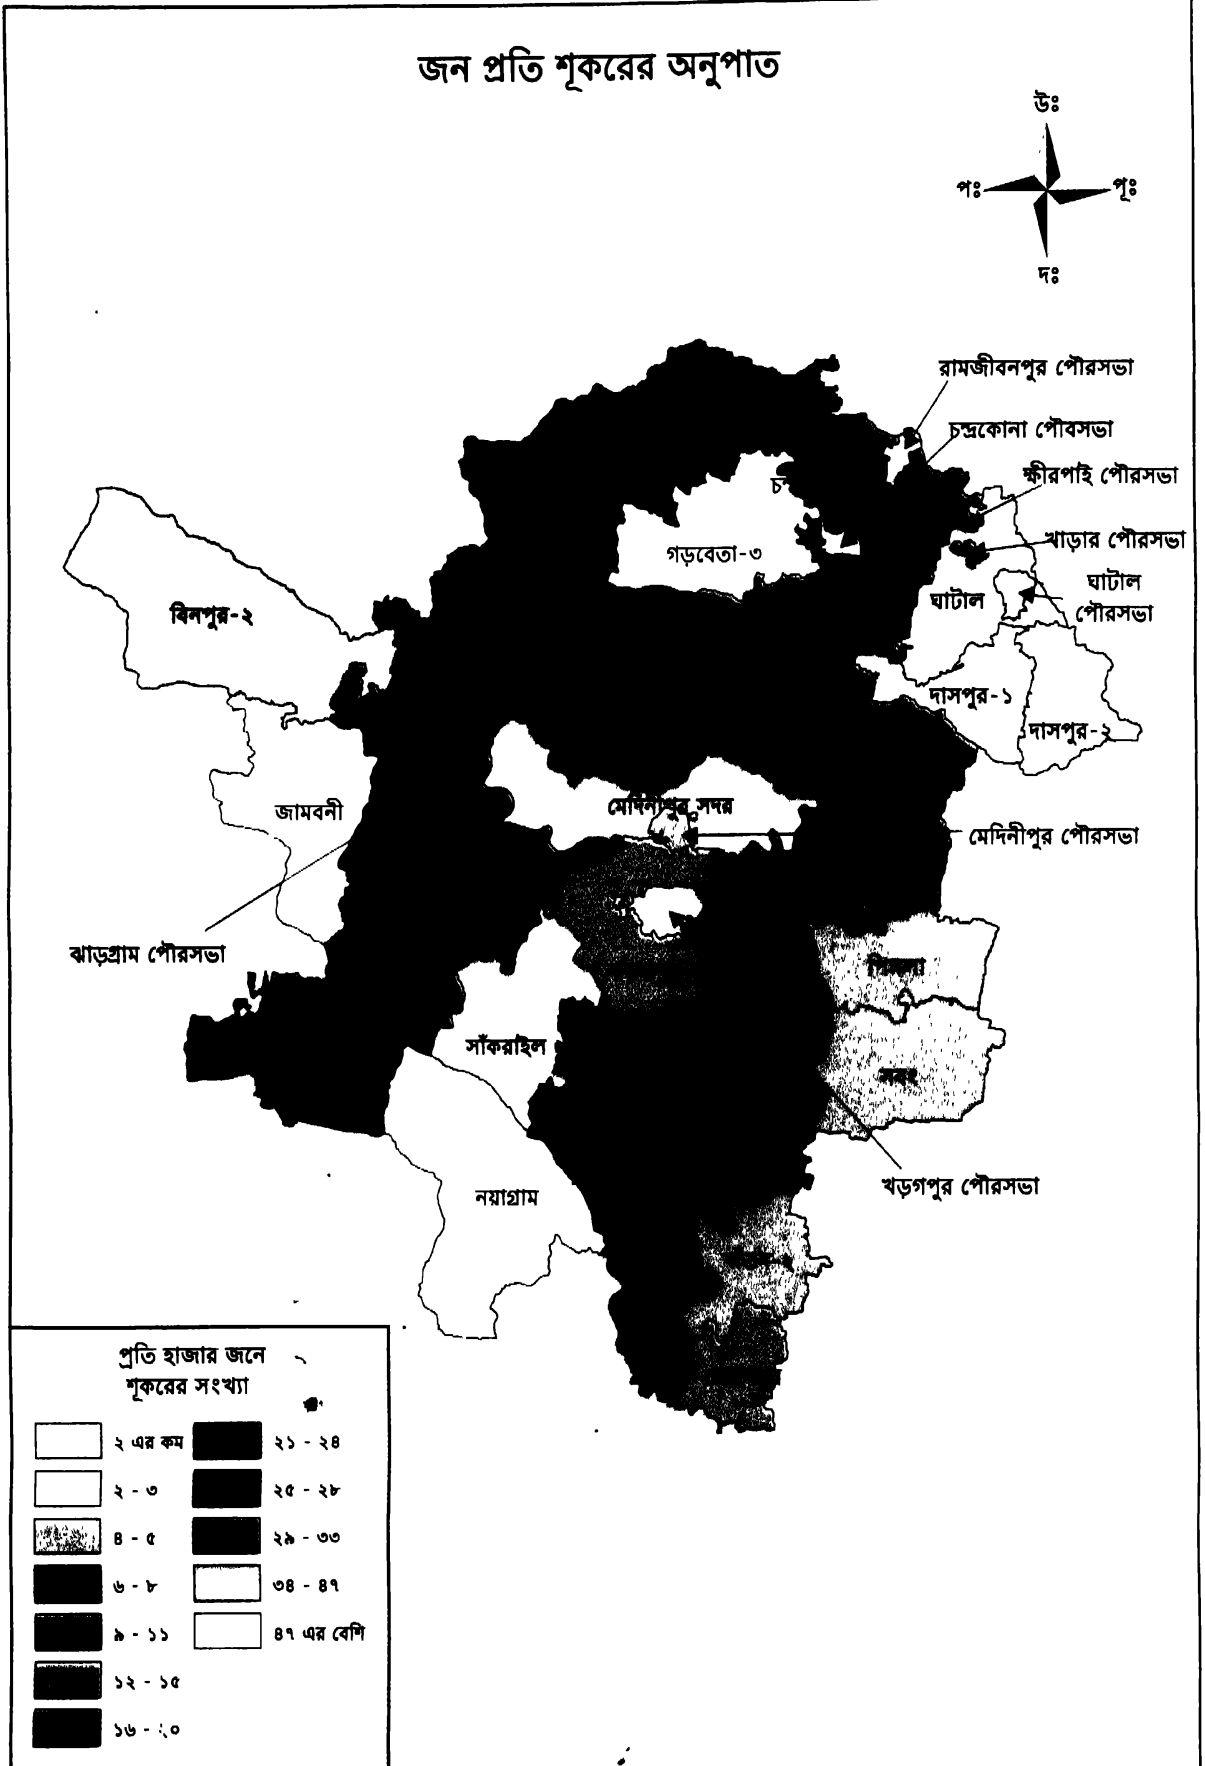 জন প্রতি শূকরের অনুপাত
উঃ
পঃ
পূঃ
দঃ
রামজীবনপুর পৌরসভা
চন্দ্রকোনা পৌবসভা
ক্ষীরপাই পৌরসভা
খাড়ার পৌরসভা
ঘাটাল
পৌরসভা
গড়বেতা-৩
ঘাটাল
বিনপুর-২
দাসপুর-১
দাসপুর-২
মেদিনীপুর সদর
জামবনী
মেদিনীপুর পৌরসভা
ঝাড়গ্রাম পৌরসভা
সাঁকরাইল
নয়াগ্রাম
খড়গপুর পৌরসভা
প্রতি হাজার জনে
শূকরের সংখ্যা
২ এর কম
২ - ৩
৪ - ৫
৬ - ৮
৯ - ১১
১২ - ১৫
১৬ -
২১ - ২৪
২৫ - ২৮
২৯ - ৩৩
৩৪ - ৪৭
৪৭ এর বেশি